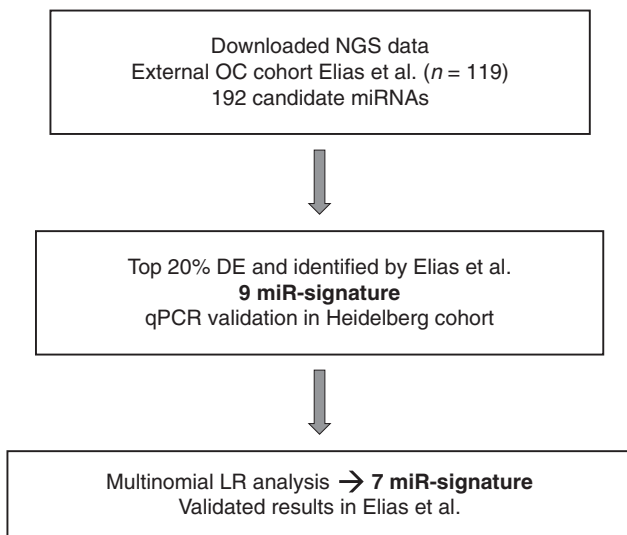 Downloaded NGS data
External OC cohort Elias et al. (n = 119)
192 candidate miRNAs
Top 20% DE and identified by Elias et al.
9 miR-signature
qPCR validation in Heidelberg cohort
Multinomial LR analysis → 7 miR-signature
Validated results in Elias et al.